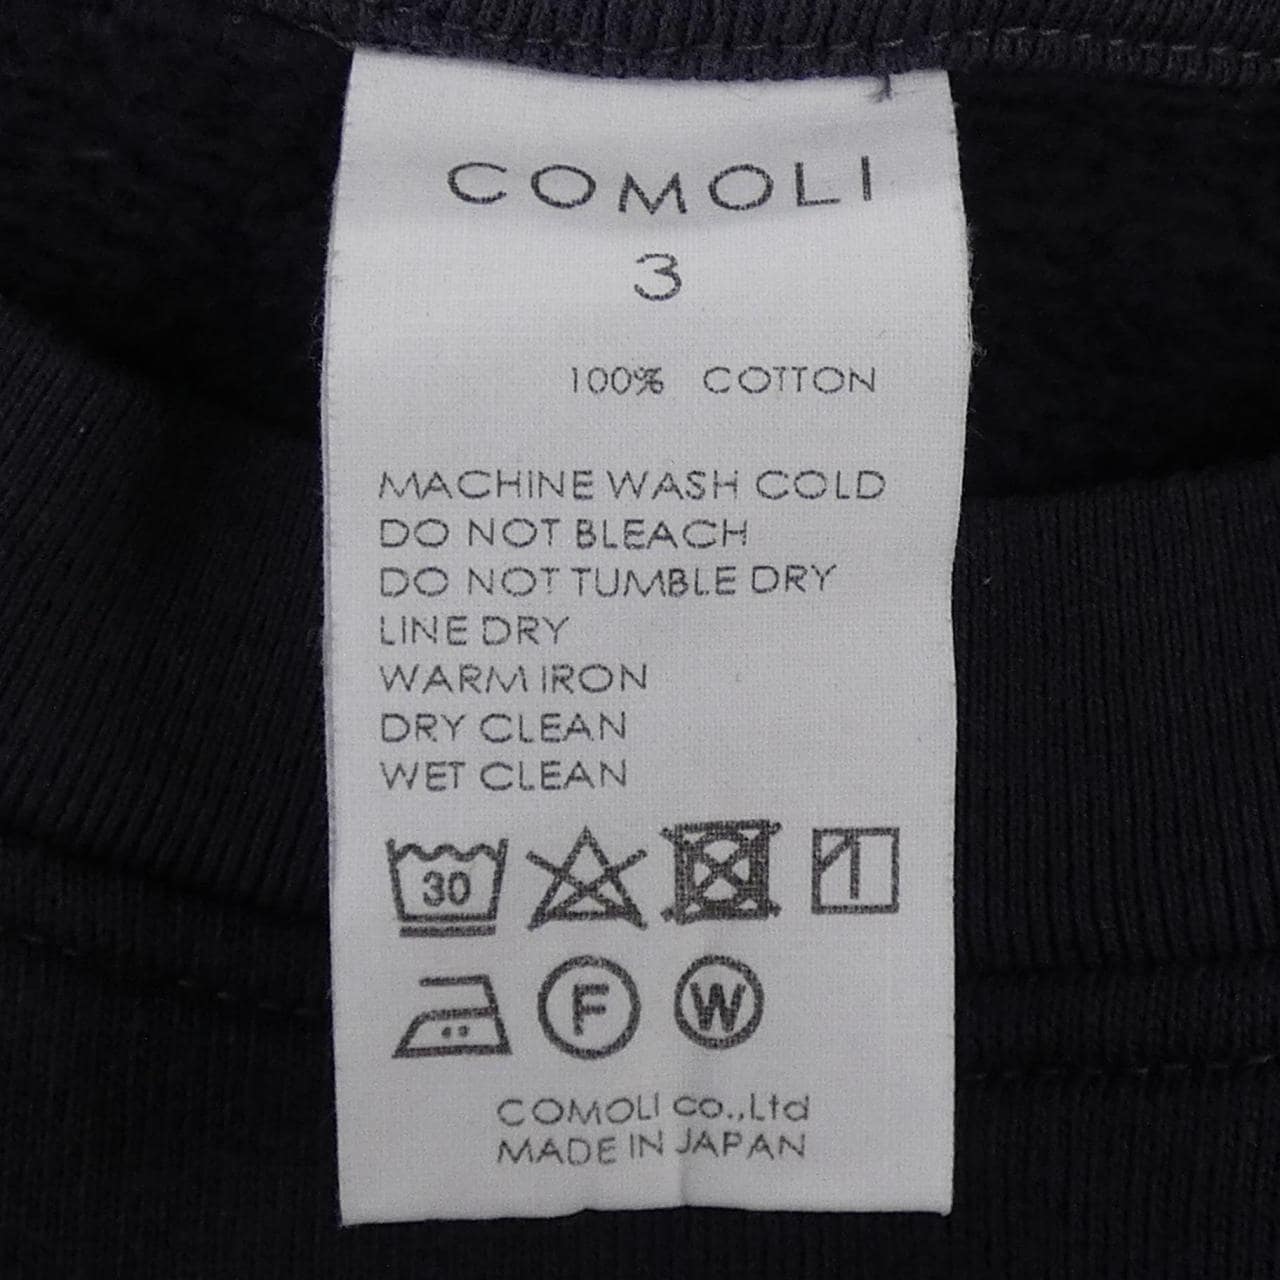 COMOLI
3
100% COTTON
MACHINE WASH COLD
DO NOT BLEACH
DO NOT TUMBLE DRY
LINE DRY
WARM IRON
DRY CLEAN
WET CLEAN
30
F W
COMOLI co.,Ltd
MADE IN JAPAN